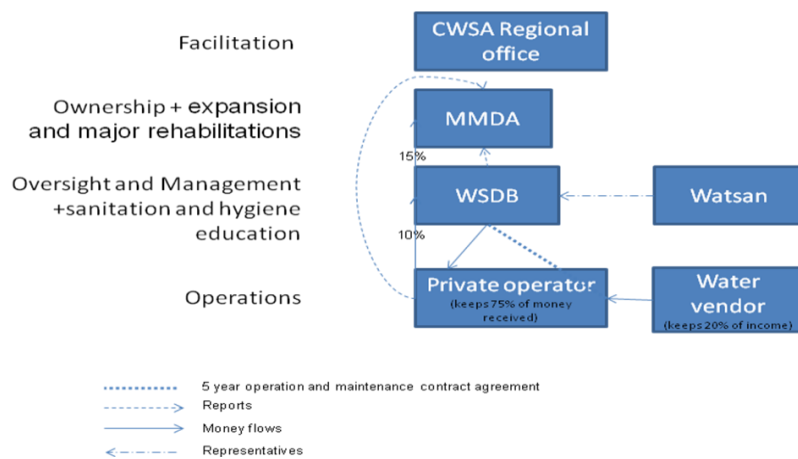 Facilitation
CWSA Regional
office
Ownership + expansion
and major rehabilitations
MMDA
15%
Oversight and Management
+sanitation and hygiene
education
WSDB
Watsan
10%
Operations
Private operator
(keeps 75% of money
received)
Water
vendor
(keeps 20% of income)
5 year operation and maintenance contract agreement
Reports
Money flows
Representatives